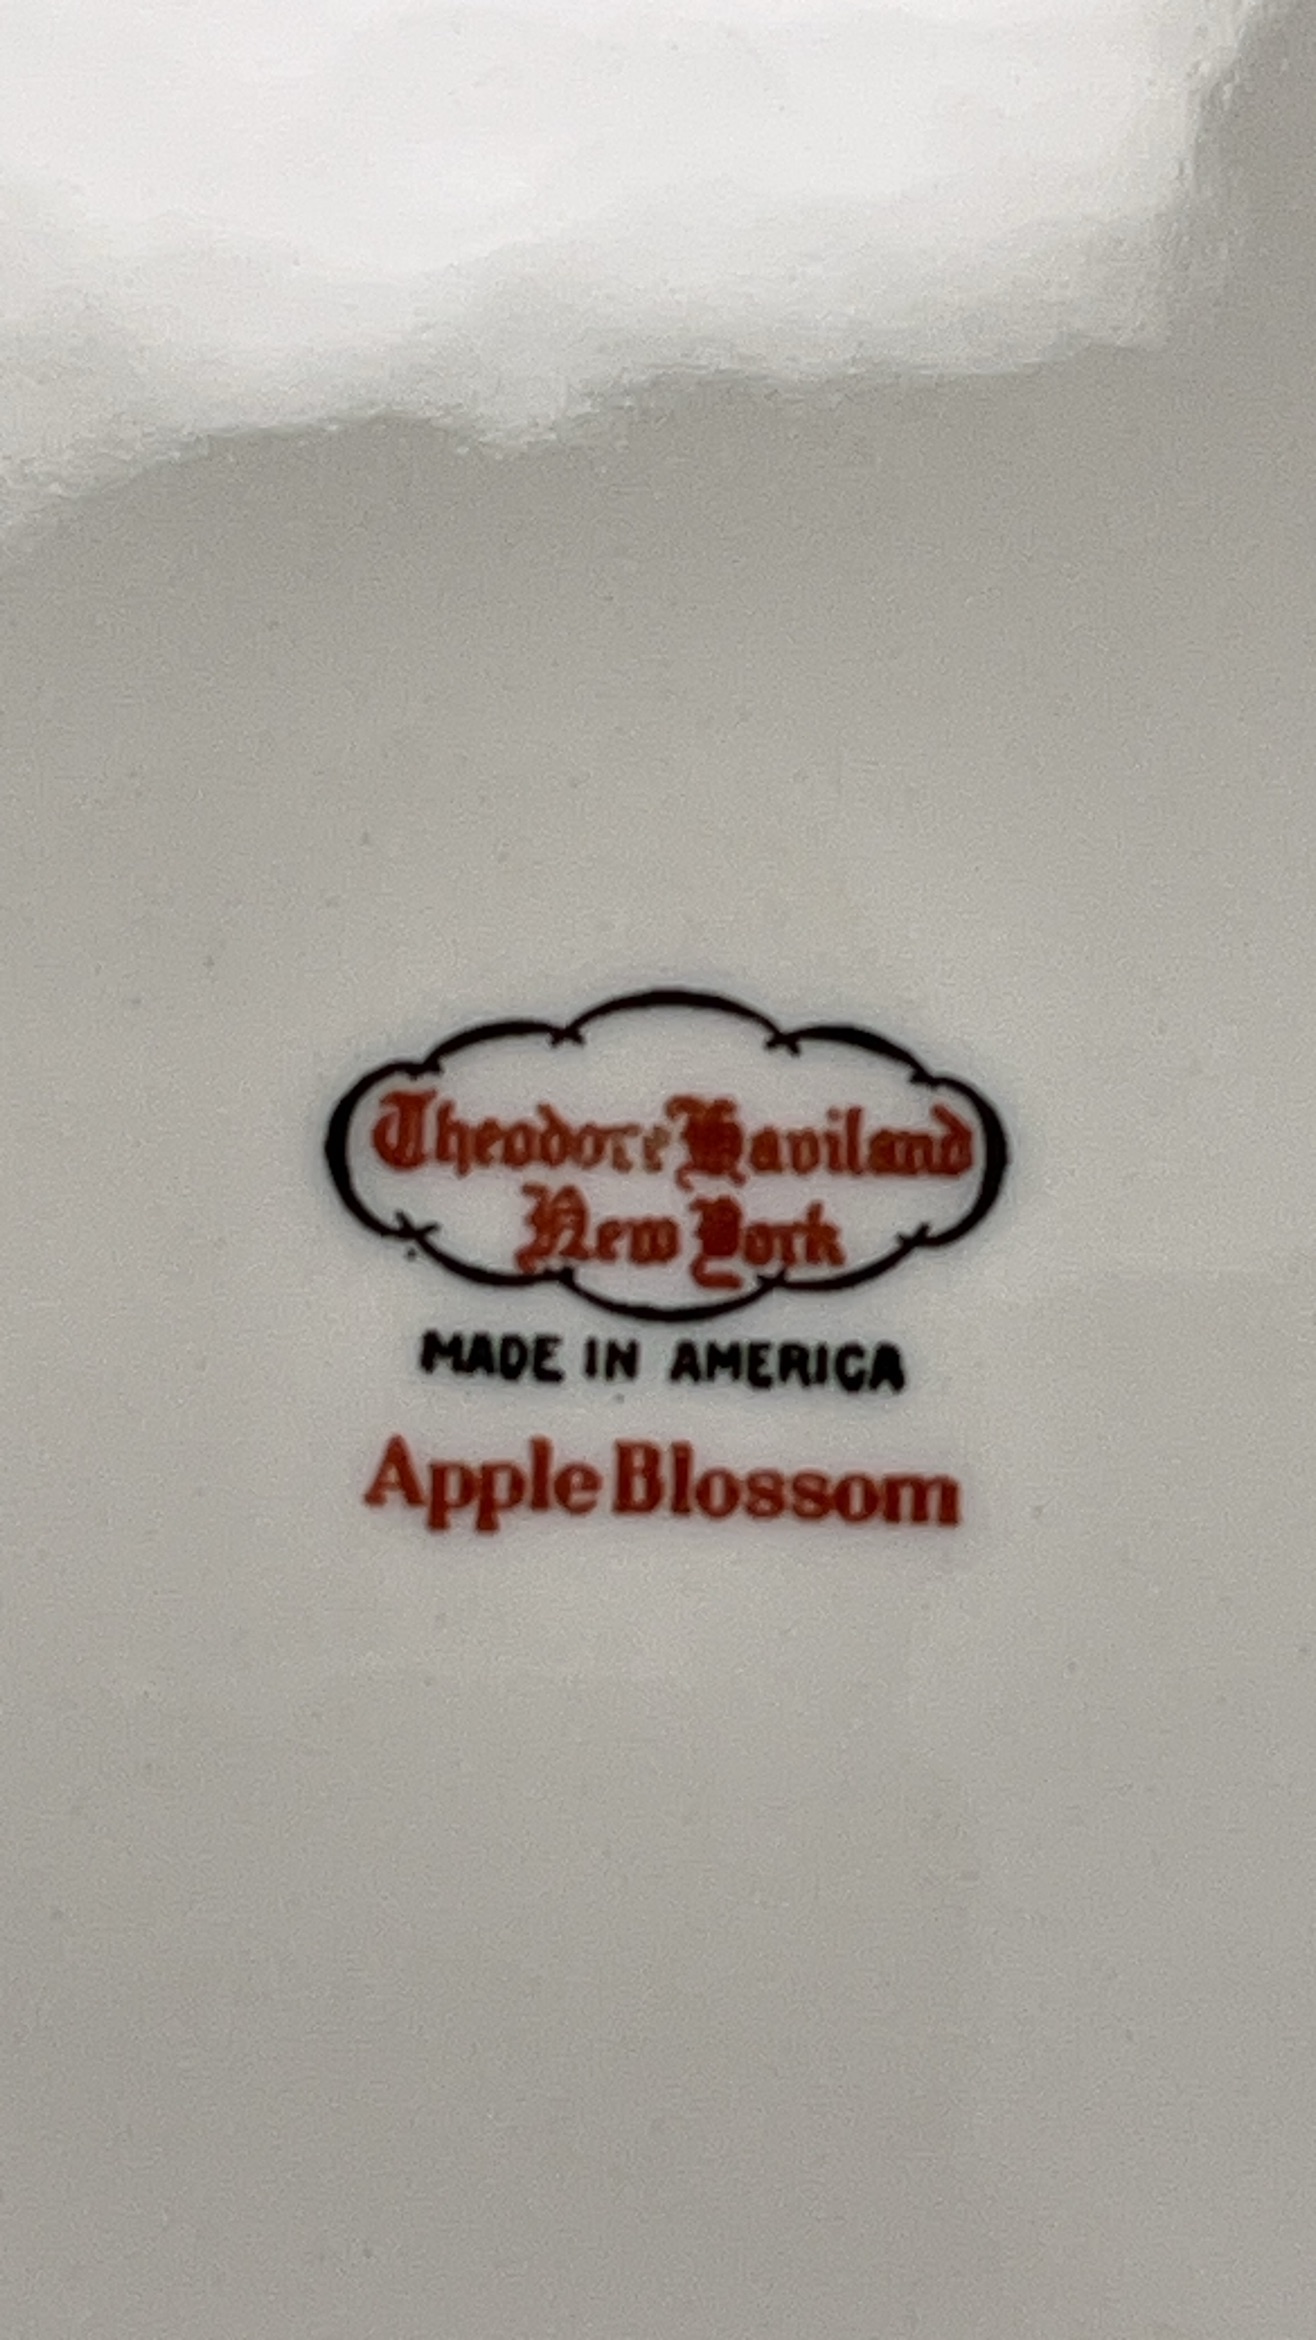 Theodore Haviland
New York
MADE IN AMERICA
Apple Blossom